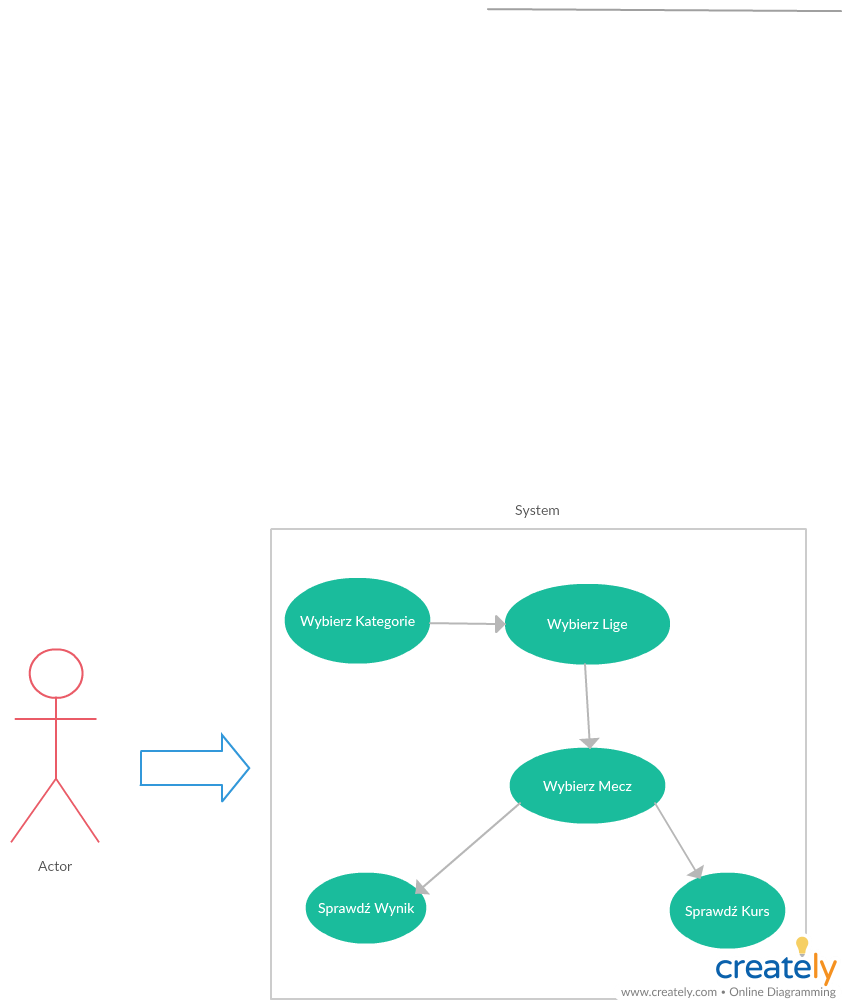 System
Wybierz Kategorie
Wybierz Lige
Wybierz Mecz
Actor
Sprawdź Wynik
Sprawdź Kurs
creately
www.creately.com • Online Diagramming